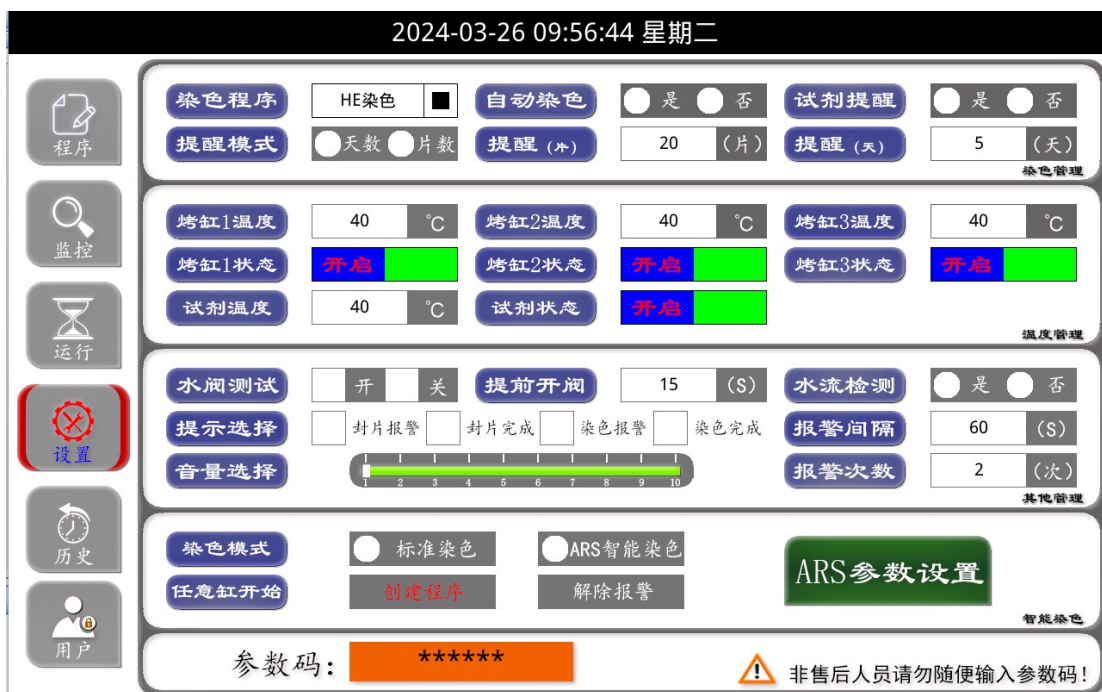 2024-03-26 09:56:44 星期二
程序
监控
运行
设置
历史
用户
染色程序 HE染色 自动染色 是 否 试剂提醒 是 否
提醒模式 天数 片数 提醒（片） 20 （片） 提醒（天） 5 （天）
染色管理
烤缸1温度 40 °C 烤缸2温度 40 °C 烤缸3温度 40 °C
烤缸1状态 开启 烤缸2状态 开启 烤缸3状态 开启
试剂温度 40 °C 试剂状态 开启
温度管理
水阀测试 开 关 提前开阀 15 (S) 水流检测 是 否
提示选择 封片报警 封片完成 染色报警 染色完成 报警间隔 60 (S)
音量选择 1 2 3 4 5 6 7 8 9 10 报警次数 2 （次）
其他管理
染色模式 标准染色 ARS智能染色
任意缸开始 创建程序 解除报警 ARS参数设置
智能染色
参数码： ****** 非售后人员请勿随便输入参数码！